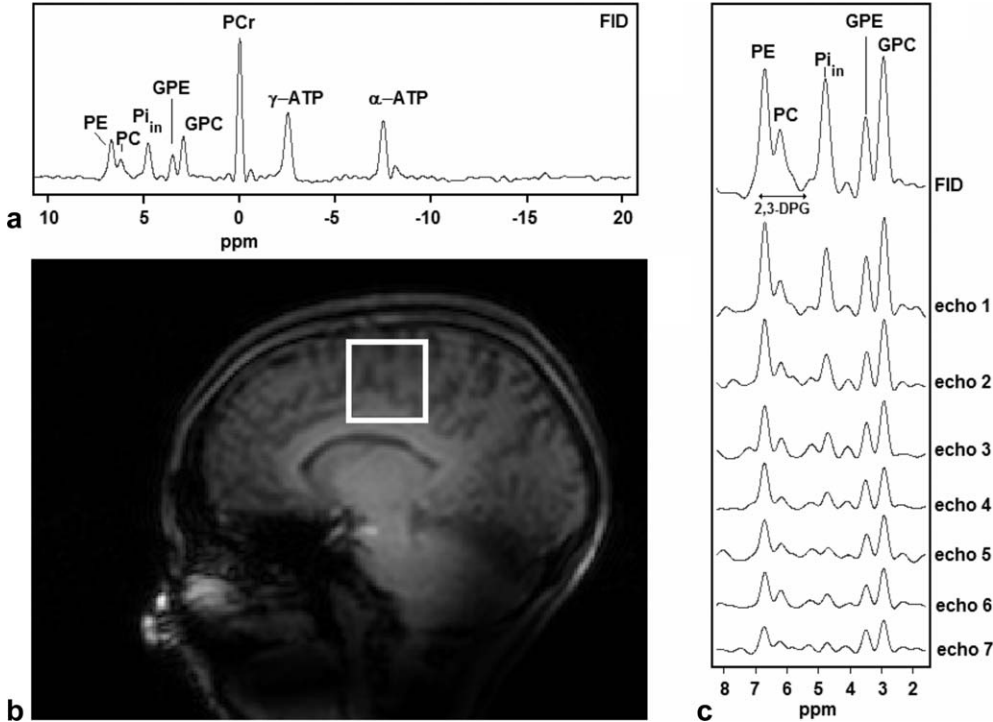 PCr
FID
PE
PC
Pi in
GPE
GPC
γ–ATP
α–ATP
10 5 0 -5 -10 -15 20
ppm
a
b
PE
PC
Pi in
GPE
GPC
FID
2,3-DPG
echo 1
echo 2
echo 3
echo 4
echo 5
echo 6
echo 7
8 7 6 5 4 3 2
ppm
c